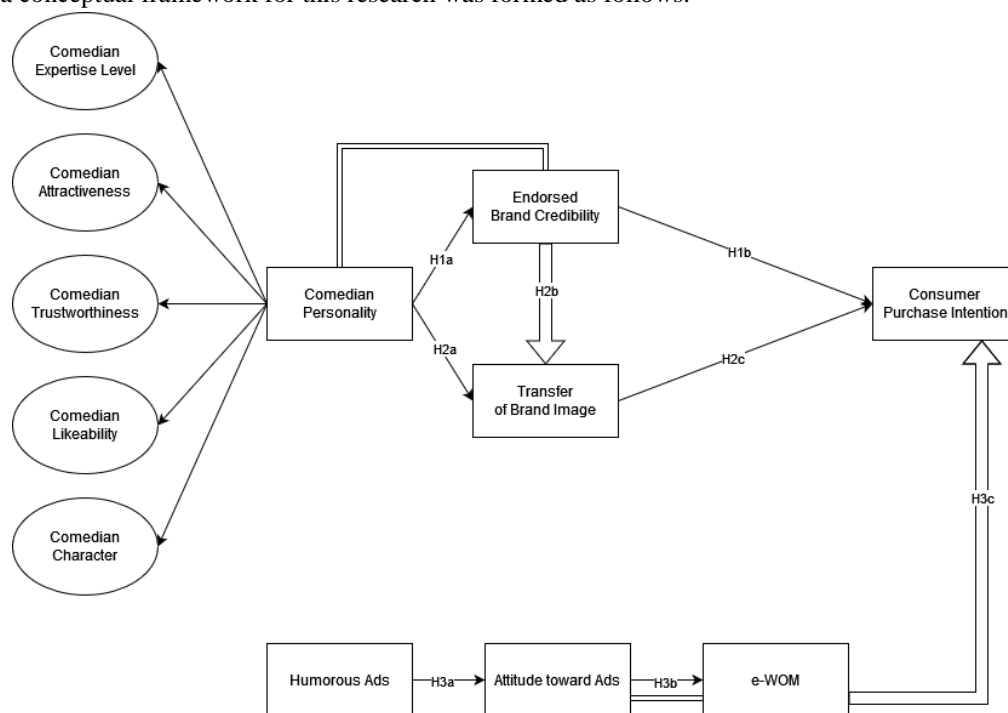 a conceptual framework for this research was formed as follows:
Comedian
Expertise Level
Comedian
Attractiveness
Endorsed
Brand Credibility
H1a
H1b
Comedian
Trustworthiness
Comedian
Personality
H2b
Consumer
Purchase Intention
H2a
H2c
Transfer
of Brand Image
Comedian
Likeability
H3c
Comedian
Character
Humorous Ads
H3a
Attitude toward Ads
H3b
e-WOM